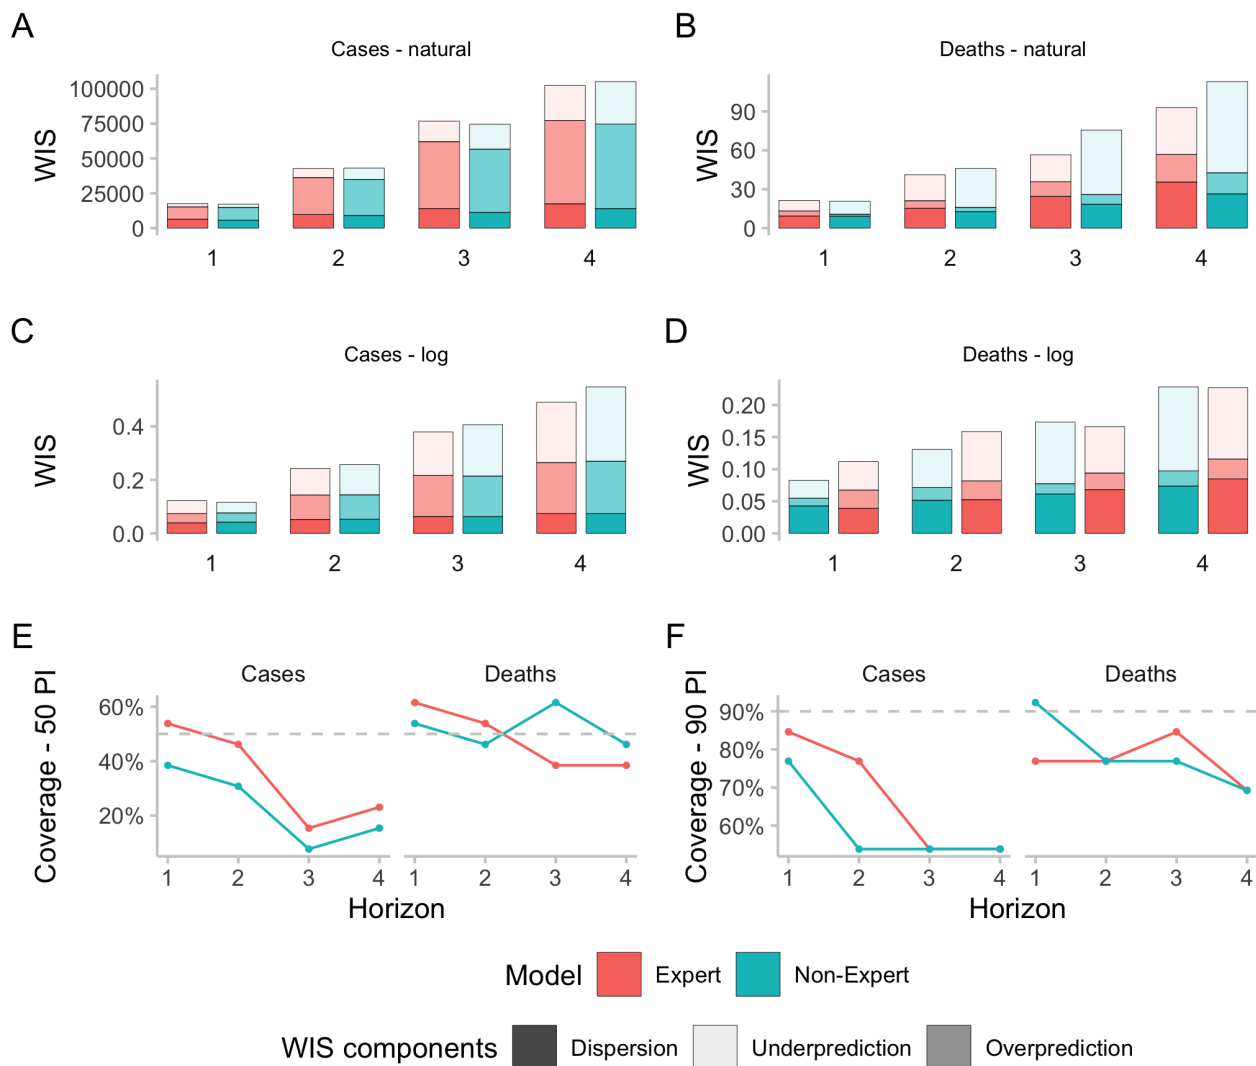 A
B
Cases - natural
Deaths - natural
WIS
100000
75000
50000
25000
0
1 2 3 4
WIS
90
60
30
0
1 2 3 4
C
D
Cases - log
Deaths - log
WIS
0.4
0.2
0.0
1 2 3 4
WIS
0.20
0.15
0.10
0.05
0.00
1 2 3 4
E
F
Cases Deaths
Coverage - 50 PI
60%
40%
20%
1 2 3 4 1 2 3 4
Horizon
Cases Deaths
Coverage - 90 PI
90%
80%
70%
60%
1 2 3 4 1 2 3 4
Horizon
Model Expert Non-Expert
WIS components Dispersion Underprediction Overprediction